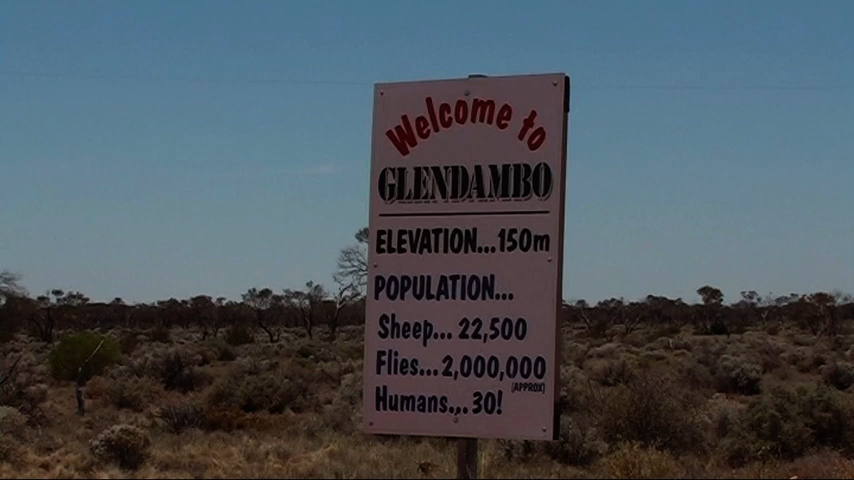 Welcome to
GLENDAMBO
ELEVATION...150m
POPULATION...
Sheep... 22,500
Flies...2,000,000
(APPROX)
Humans... 30!